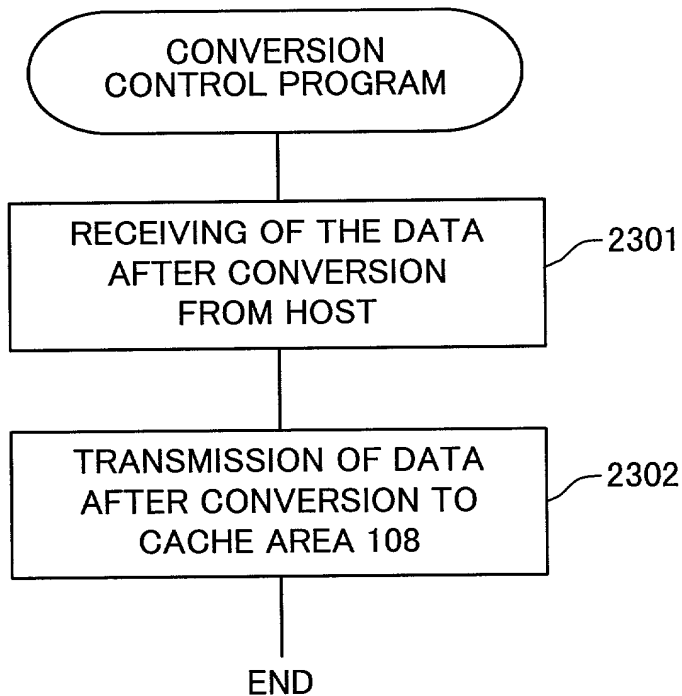 CONVERSION
CONTROL PROGRAM
RECEIVING OF THE DATA
AFTER CONVERSION
FROM HOST
2301
TRANSMISSION OF DATA
AFTER CONVERSION TO
CACHE AREA 108
2302
END